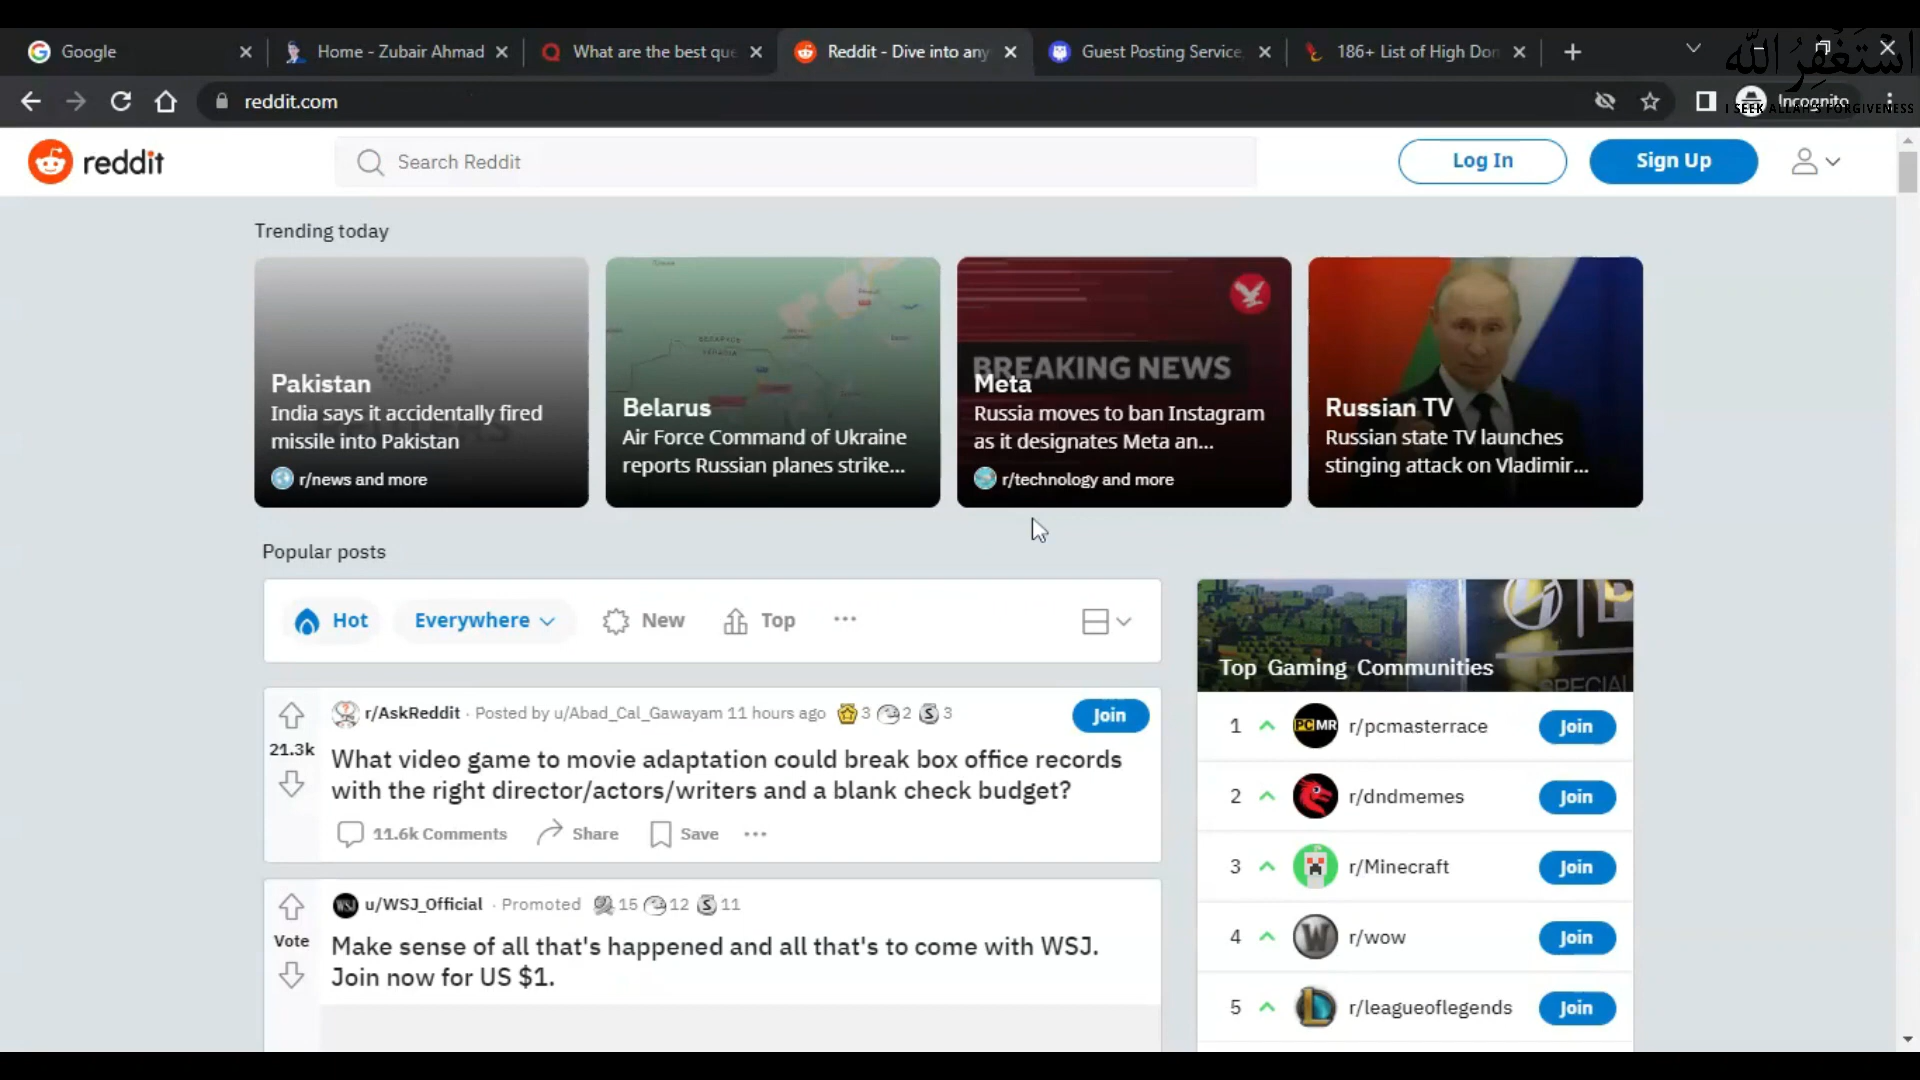 Google
Home - Zubair Ahmad
What are the best que
Reddit - Dive into any
Guest Posting Service,
186+ List of High Don
اَسْتَغْفِرُ اللّٰه
I SEEK ALLAH'S FORGIVENESS
reddit.com
Incognito
reddit
Search Reddit
Log In
Sign Up
Trending today
Pakistan
India says it accidentally fired
missile into Pakistan
r/news and more
Belarus
Air Force Command of Ukraine
reports Russian planes strike...
BREAKING NEWS
Meta
Russia moves to ban Instagram
as it designates Meta an...
r/technology and more
Russian TV
Russian state TV launches
stinging attack on Vladimir...
Popular posts
Hot
Everywhere
New
Top
r/AskReddit · Posted by u/Abad_Cal_Gawayam 11 hours ago 3 2 3
Join
21.3k
What video game to movie adaptation could break box office records
with the right director/actors/writers and a blank check budget?
11.6k Comments
Share
Save
WSJ
u/WSJ_Official · Promoted 15 12 11
Vote
Make sense of all that's happened and all that's to come with WSJ.
Join now for US $1.
SPECIAL
Top Gaming Communities
1 PCMR r/pcmasterrace Join
2 r/dndmemes Join
3 r/Minecraft Join
4 r/wow Join
5 r/leagueoflegends Join